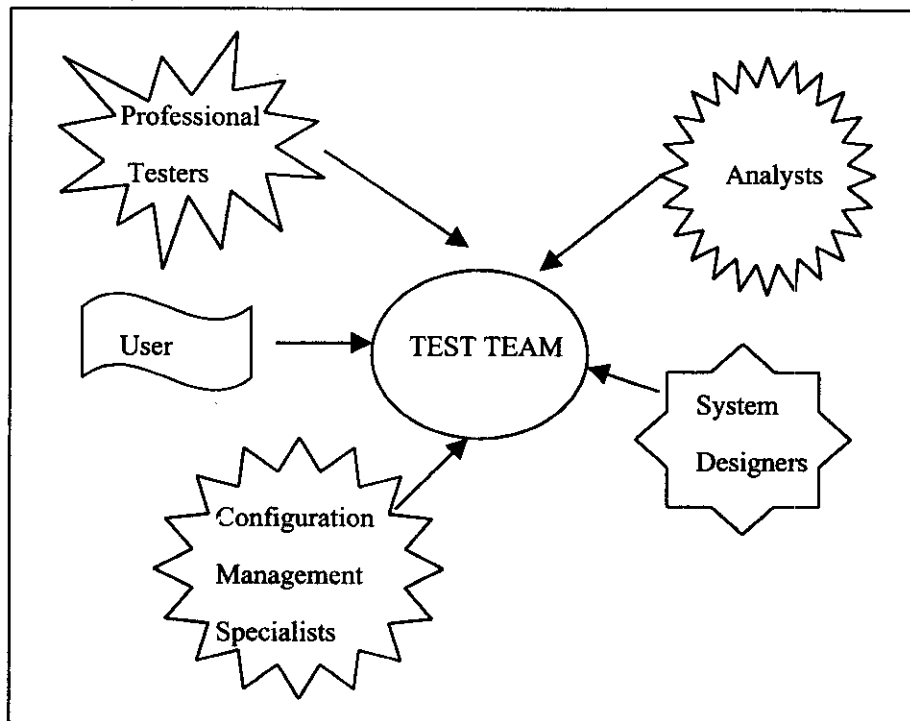 Professional
Testers
Analysts
User
TEST TEAM
System
Designers
Configuration
Management
Specialists